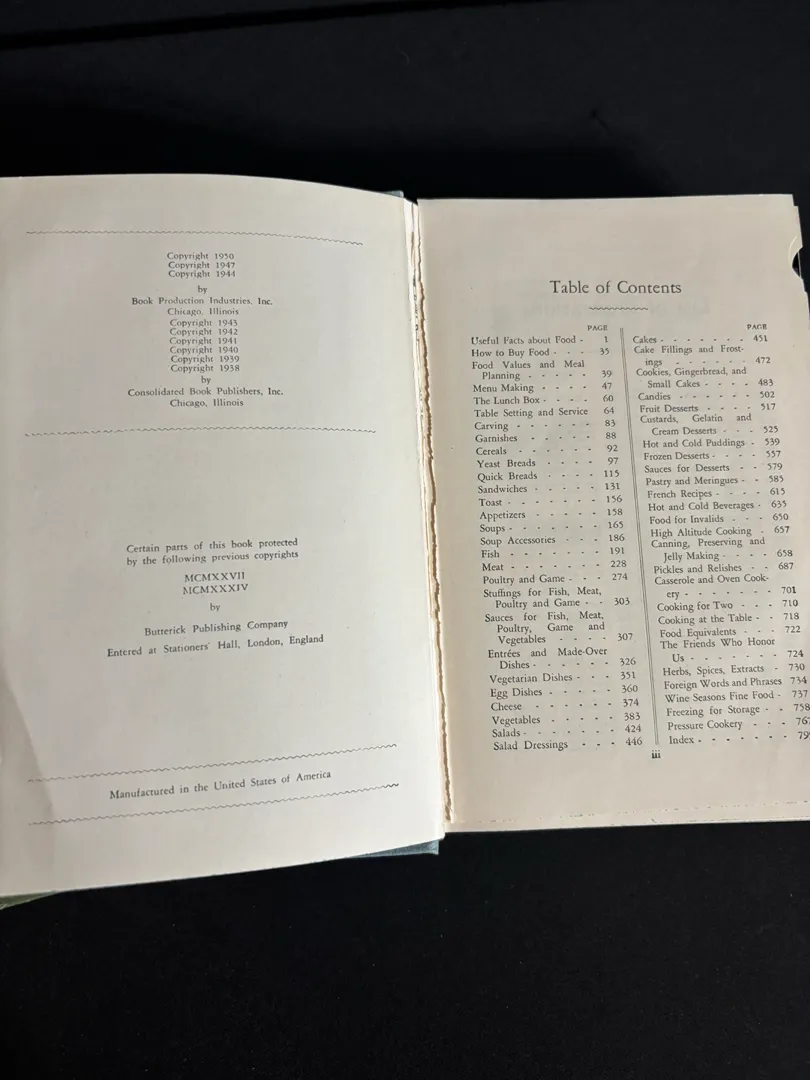 Copyright 1950
Copyright 1947
Copyright 1944
by
Book Production Industries, Inc.
Chicago, Illinois
Copyright 1943
Copyright 1942
Copyright 1941
Copyright 1940
Copyright 1939
Copyright 1938
by
Consolidated Book Publishers, Inc.
Chicago, Illinois
Certain parts of this book protected
by the following previous copyrights
MCMXXVII
MCMXXXIV
by
Butterick Publishing Company
Entered at Stationers' Hall, London, England
Manufactured in the United States of America
Table of Contents
PAGE
Useful Facts about Food - 1
How to Buy Food - - - 35
Food Values and Meal
Planning - - - - - 39
Menu Making - - - - 47
The Lunch Box - - - - 60
Table Setting and Service 64
Carving - - - - - - 83
Garnishes - - - - - 88
Cereals - - - - - - 92
Yeast Breads - - - - 97
Quick Breads - - - - 115
Sandwiches - - - - - 131
Toast - - - - - - - 156
Appetizers - - - - - 158
Soups - - - - - - - 165
Soup Accessories - - - 186
Fish - - - - - - - 191
Meat - - - - - - - 228
Poultry and Game - - - 274
Stuffings for Fish, Meat,
Poultry and Game - - 303
Sauces for Fish, Meat,
Poultry, Game and
Vegetables - - - - 307
Entrées and Made-Over
Dishes - - - - - - 326
Vegetarian Dishes - - - 351
Egg Dishes - - - - - 360
Cheese - - - - - - 374
Vegetables - - - - - 383
Salads - - - - - - - 424
Salad Dressings - - - 446
PAGE
Cakes - - - - - - - 451
Cake Fillings and Frost-
ings - - - - - - 472
Cookies, Gingerbread, and
Small Cakes - - - - 483
Candies - - - - - - 502
Fruit Desserts - - - - 517
Custards, Gelatin and
Cream Desserts - - - 525
Hot and Cold Puddings - 539
Frozen Desserts - - - - 557
Sauces for Desserts - - 579
Pastry and Meringues - - 585
French Recipes - - - - 615
Hot and Cold Beverages - 635
Food for Invalids - - - 650
High Altitude Cooking - 657
Canning, Preserving and
Jelly Making - - - - 658
Pickles and Relishes - - 687
Casserole and Oven Cook-
ery - - - - - - - 701
Cooking for Two - - - 710
Cooking at the Table - - 718
Food Equivalents - - - 722
The Friends Who Honor
Us - - - - - - - 724
Herbs, Spices, Extracts - 730
Foreign Words and Phrases 734
Wine Seasons Fine Food - 737
Freezing for Storage - - 758
Pressure Cookery - - -
Index - - - - - - -
iii